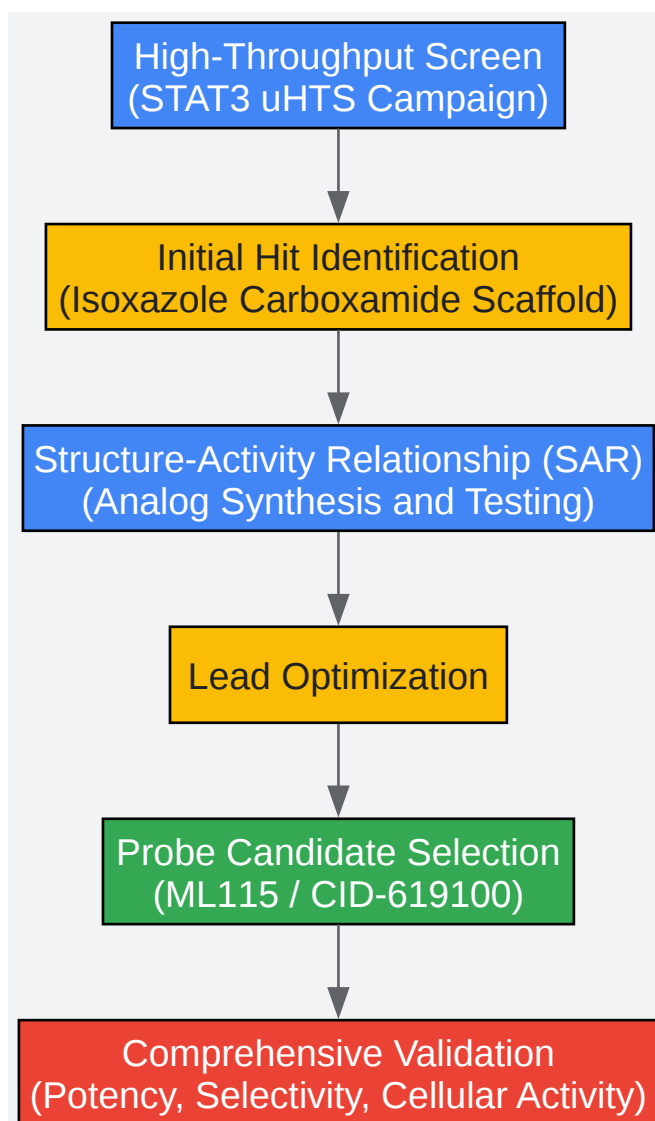 High-Throughput Screen
(STAT3 uHTS Campaign)
Initial Hit Identification
(Isoxazole Carboxamide Scaffold)
Structure-Activity Relationship (SAR)
(Analog Synthesis and Testing)
Lead Optimization
Probe Candidate Selection
(ML115 / CID-619100)
Comprehensive Validation
(Potency, Selectivity, Cellular Activity)